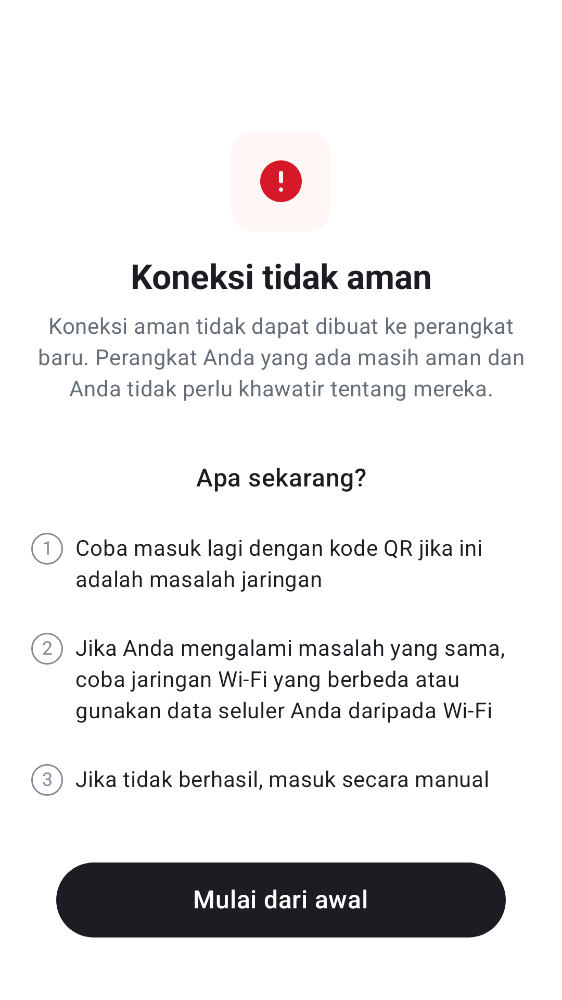 Koneksi tidak aman
Koneksi aman tidak dapat dibuat ke perangkat
baru. Perangkat Anda yang ada masih aman dan
Anda tidak perlu khawatir tentang mereka.
Apa sekarang?
1 Coba masuk lagi dengan kode QR jika ini
adalah masalah jaringan
2 Jika Anda mengalami masalah yang sama,
coba jaringan Wi-Fi yang berbeda atau
gunakan data seluler Anda daripada Wi-Fi
3 Jika tidak berhasil, masuk secara manual
Mulai dari awal